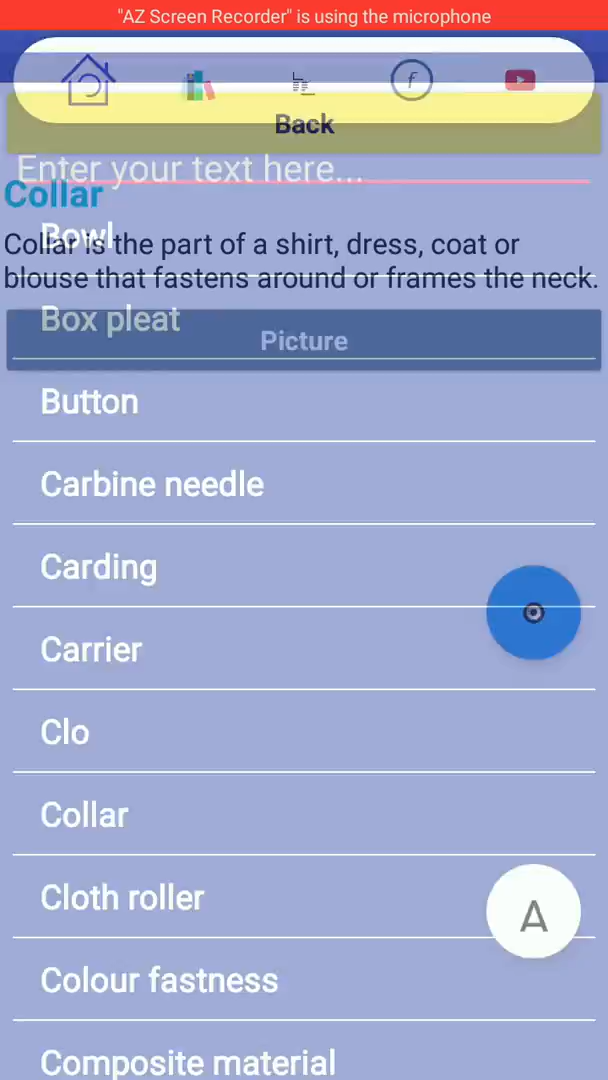 "AZ Screen Recorder" is using the microphone
f
Back
Enter your text here...
Collar
Bowl
Collar is the part of a shirt, dress, coat or
blouse that fastens around or frames the neck.
Box pleat
Picture
Button
Carbine needle
Carding
Carrier
Clo
Collar
Cloth roller
A
Colour fastness
Composite material